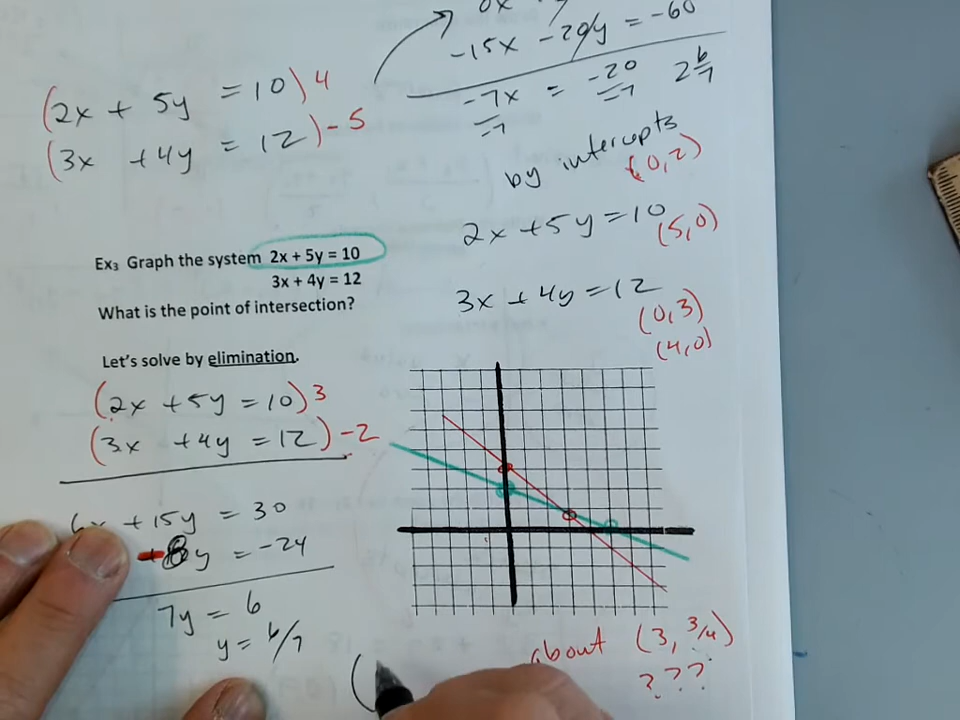 -15x - 20y = -60
-7x = -20 2 6/7
-7 -7
(2x + 5y = 10) 4
(3x + 4y = 12) -5
by intercepts
(0,2)
2x + 5y = 10
(5,0)
3x + 4y = 12
(0,3)
(4,0)
Ex3 Graph the system 2x + 5y = 10
3x + 4y = 12
What is the point of intersection?
Let's solve by elimination.
(2x + 5y = 10) 3
(3x + 4y = 12) -2
6x + 15y = 30
-8y = -24
7y = 6
y = 6/7
about (3, 3/4)
???
(